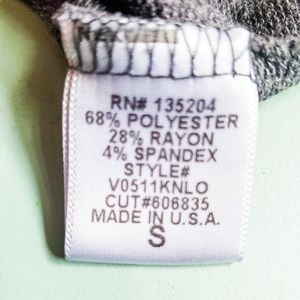 RN# 135204
68% POLYESTER
28% RAYON
4% SPANDEX
STYLE#
V0511KNLO
CUT#606835
MADE IN U.S.A.
S